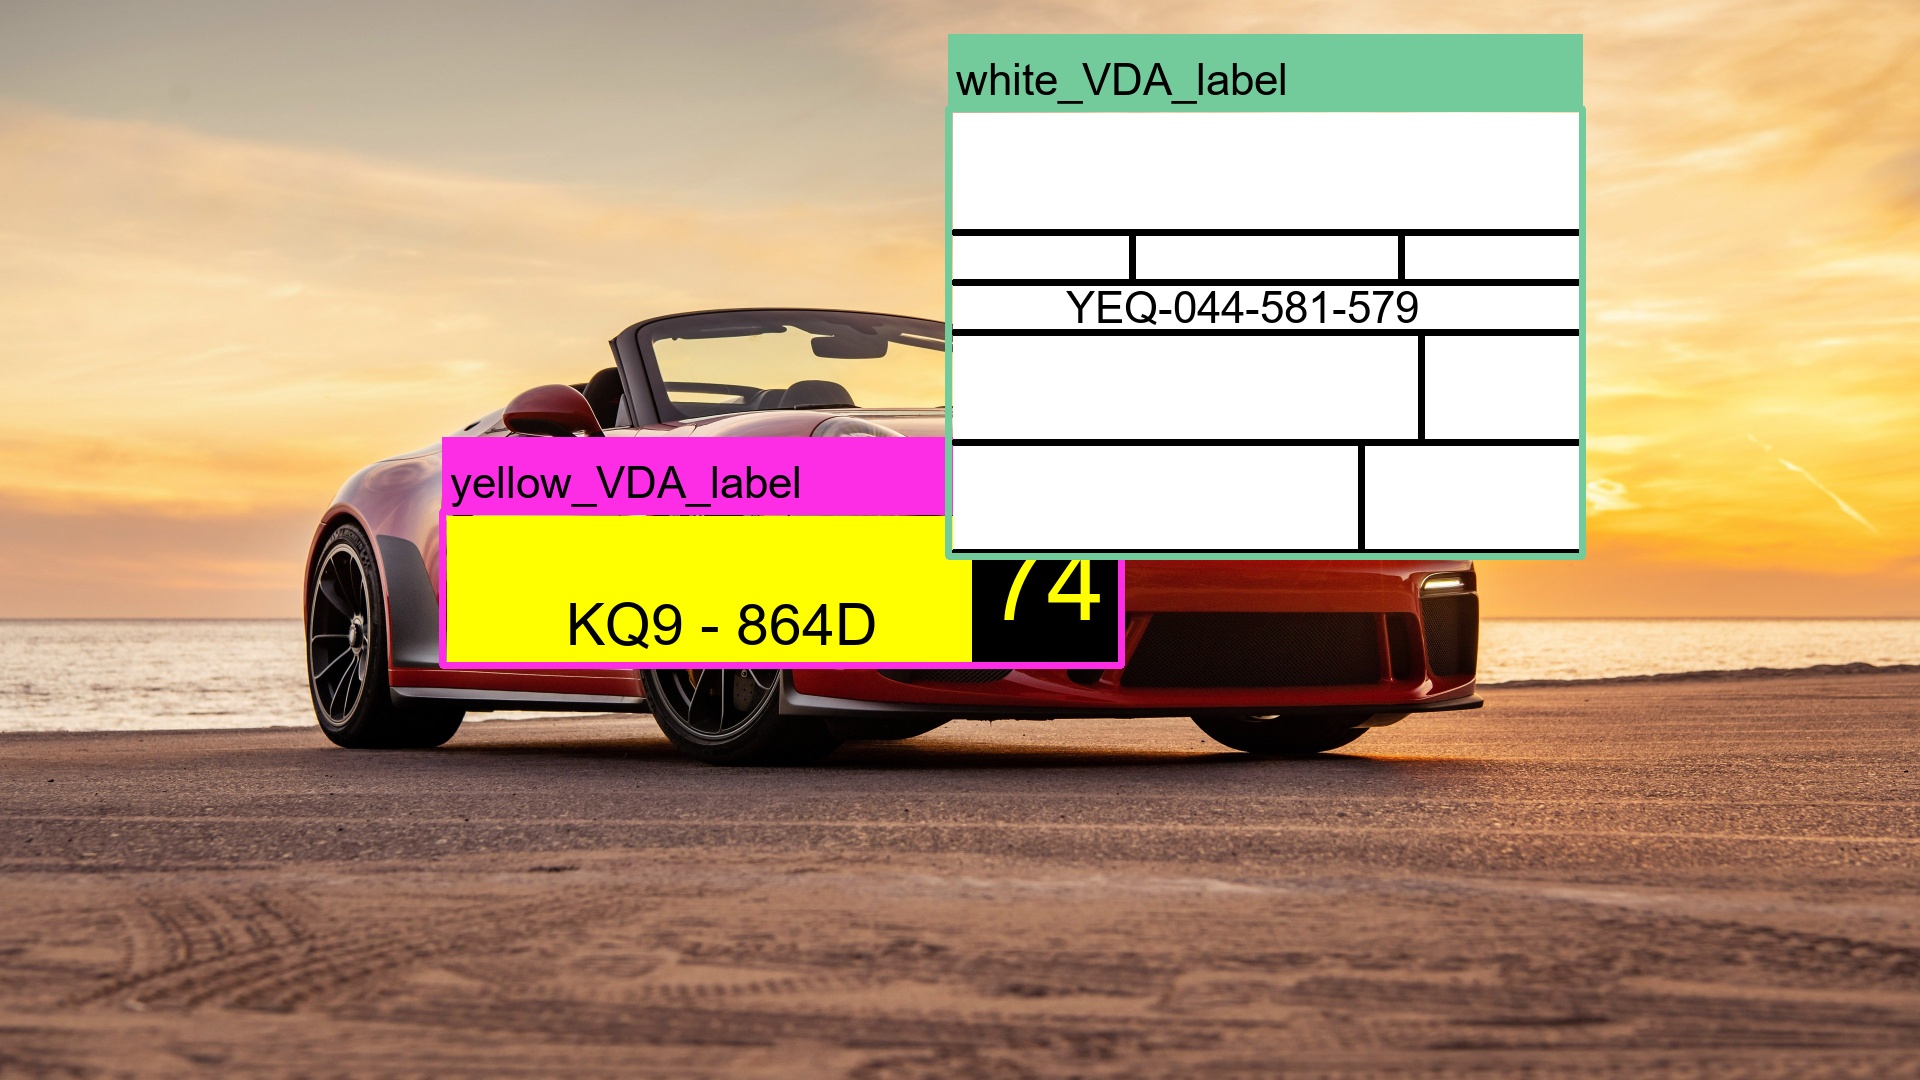 white_VDA_label
YEQ-044-581-579
yellow_VDA_label
74
KQ9 - 864D